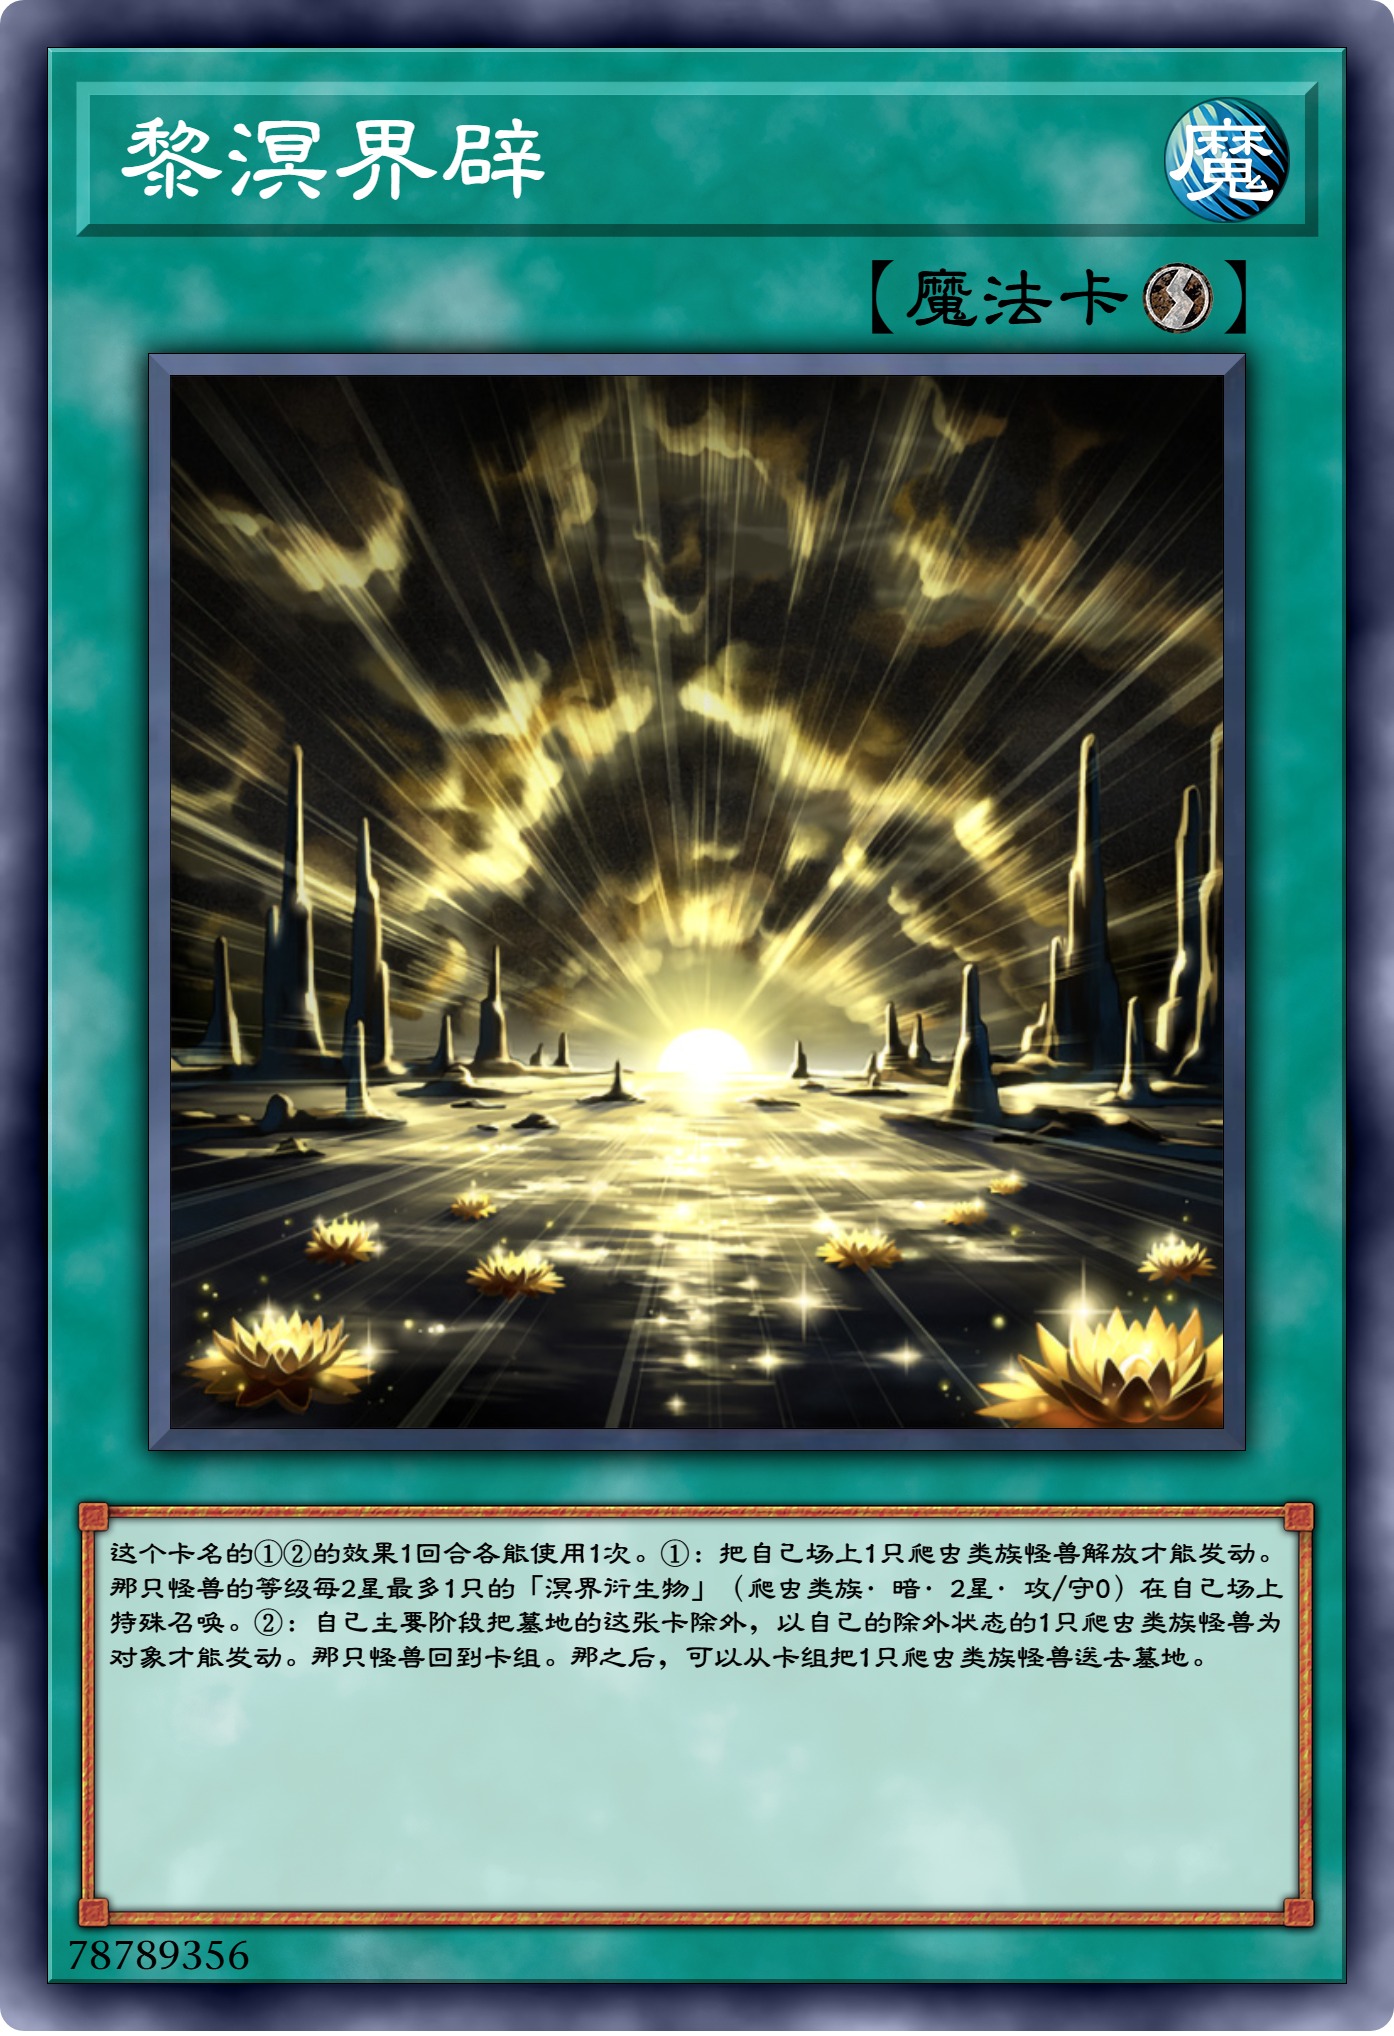 黎溟界辟
魔
【魔法卡】
这个卡名的①②的效果1回合各能使用1次。①：把自己场上1只爬虫类族怪兽解放才能发动。
那只怪兽的等级每2星最多1只的「溟界衍生物」（爬虫类族·暗·2星·攻/守0）在自己场上
特殊召唤。②：自己主要阶段把墓地的这张卡除外，以自己的除外状态的1只爬虫类族怪兽为
对象才能发动。那只怪兽回到卡组。那之后，可以从卡组把1只爬虫类族怪兽送去墓地。
78789356